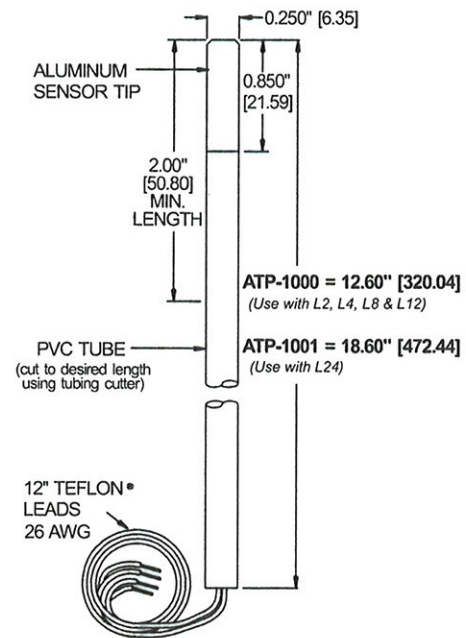 0.250" [6.35]
ALUMINUM
SENSOR TIP
0.850"
[21.59]
2.00"
[50.80]
MIN.
LENGTH
ATP-1000 = 12.60" [320.04]
(Use with L2, L4, L8 & L12)
PVC TUBE
(cut to desired length
using tubing cutter)
ATP-1001 = 18.60" [472.44]
(Use with L24)
12" TEFLON®
LEADS
26 AWG